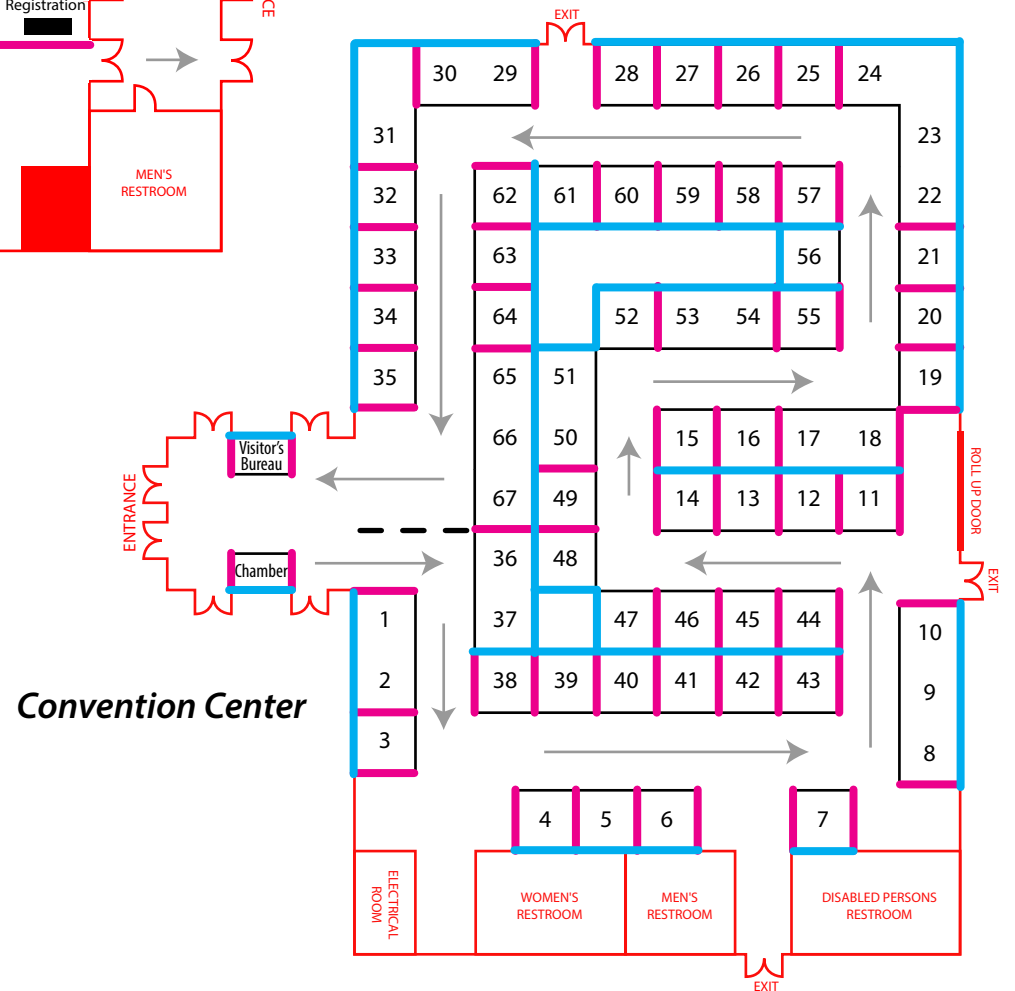 Registration
CE
EXIT
30 29 28 27 26 25 24
31 23
MEN'S
RESTROOM
32 62 61 60 59 58 57 22
33 63 56 21
34 64 52 53 54 55 20
35 65 51 19
Visitor's
Bureau
66 50 15 16 17 18
ROLL UP DOOR
ENTRANCE
67 49 14 13 12 11
Chamber
36 48
EXIT
1 37 47 46 45 44 10
2 38 39 40 41 42 43 9
Convention Center
3 8
4 5 6 7
ELECTRICAL
ROOM
WOMEN'S
RESTROOM
MEN'S
RESTROOM
DISABLED PERSONS
RESTROOM
EXIT